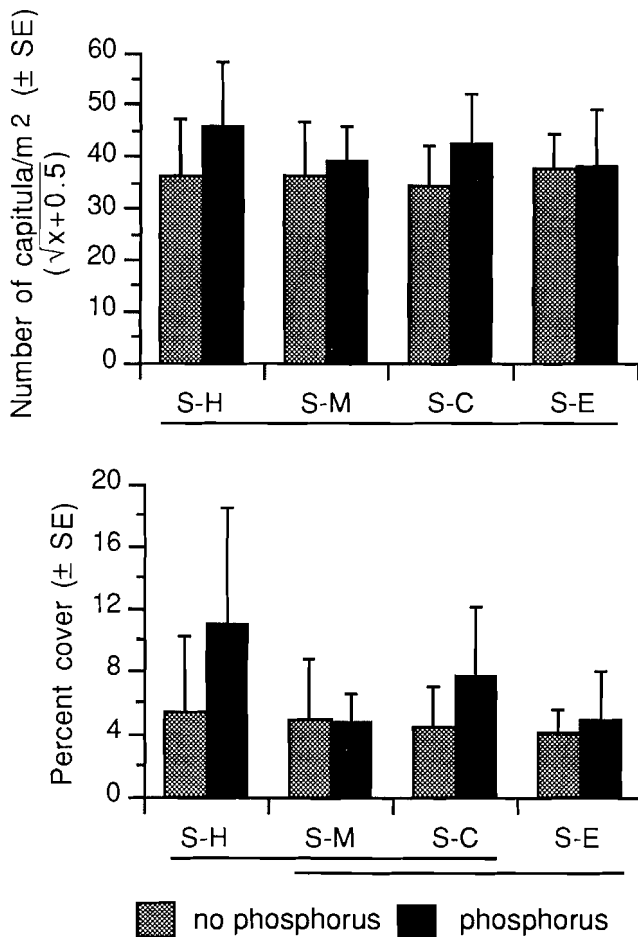 Number of capitula/m 2 (± SE)
(√x+0.5)
60
50
40
30
20
10
0
S-H S-M S-C S-E
Percent cover (± SE)
20
16
12
8
4
0
S-H S-M S-C S-E
no phosphorus phosphorus